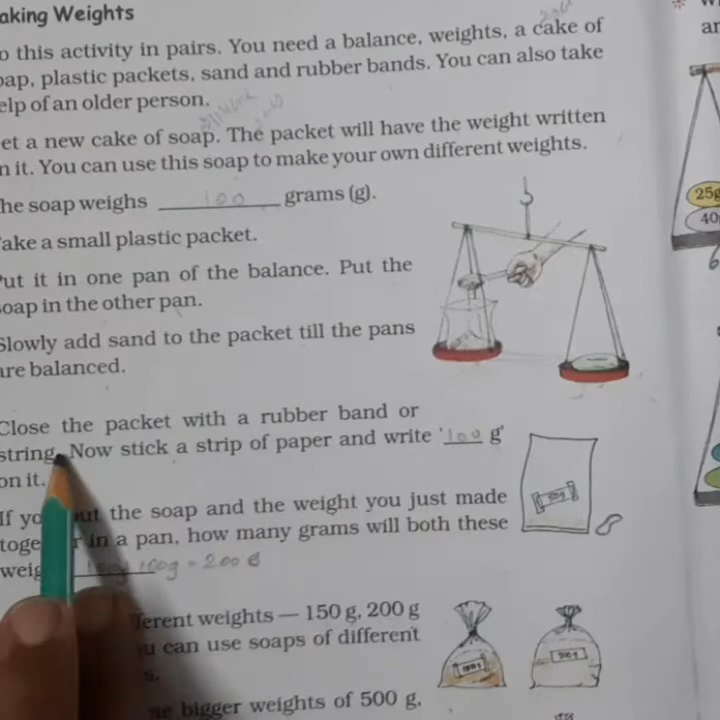 aking Weights
o this activity in pairs. You need a balance, weights, a cake of
oap, plastic packets, sand and rubber bands. You can also take
elp of an older person.
et a new cake of soap. The packet will have the weight written
n it. You can use this soap to make your own different weights.
he soap weighs 100 grams (g).
ake a small plastic packet.
Put it in one pan of the balance. Put the
oap in the other pan.
Slowly add sand to the packet till the pans
are balanced.
Close the packet with a rubber band or
string. Now stick a strip of paper and write '100 g'
on it.
If yo ut the soap and the weight you just made
toge r in a pan, how many grams will both these
weig 100g = 200 g
ferent weights — 150 g, 200 g
u can use soaps of different
s.
e bigger weights of 500 g,
ar
25g
40
6